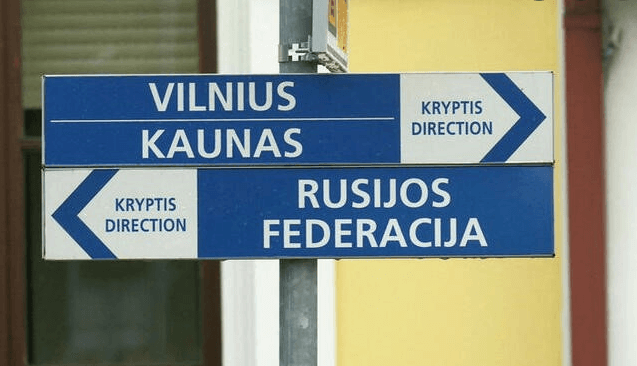 VILNIUS
KAUNAS
KRYPTIS
DIRECTION
KRYPTIS
DIRECTION
RUSIJOS
FEDERACIJA